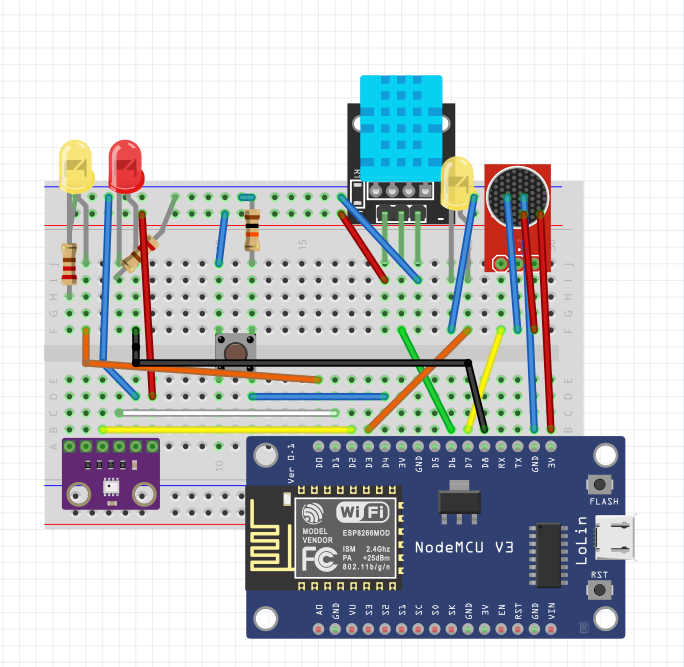 15
30
J
J
I
I
H
H
G
G
F
F
E
E
D
D
C
C
B
B
A
10
Ver 0.1
D0 D1 D2 D3 D4 3V GND D5 D6 D7 D8 RX TX GND 3V
FLASH
WiFi
MODEL
VENDOR
ESP8266MOD
FC
ISM 2.4Ghz
PA +25dBm
802.11b/g/n
NodeMCU V3
LoLin
RST
A0 GND VU S3 S2 S1 SC S0 SK GND 3V EN RST GND VIN